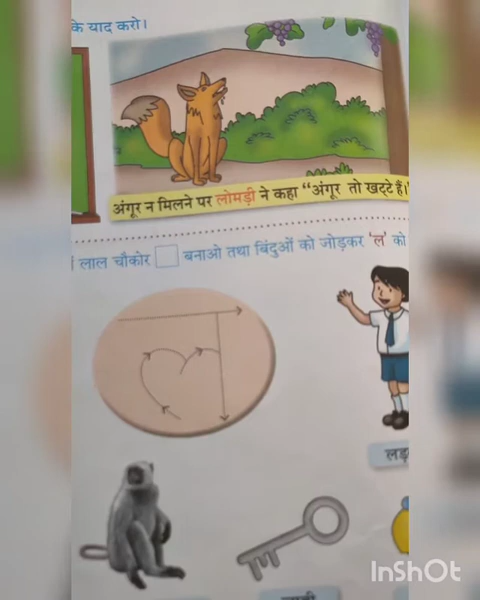 के याद करो।
अंगूर न मिलने पर लोमड़ी ने कहा “अंगूर तो खट्टे हैं।
लाल चौकोर बनाओ तथा बिंदुओं को जोड़कर 'ल' को
ल
InShOt